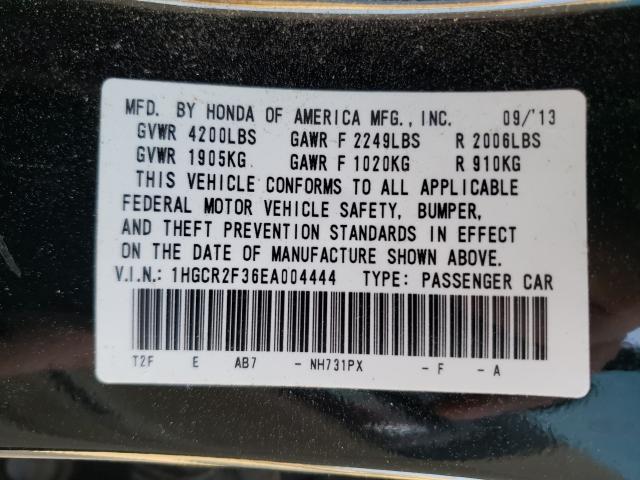 MFD. BY HONDA OF AMERICA MFG., INC. 09/'13
GVWR 4200LBS GAWR F 2249LBS R 2006LBS
GVWR 1905KG GAWR F 1020KG R 910KG
THIS VEHICLE CONFORMS TO ALL APPLICABLE
FEDERAL MOTOR VEHICLE SAFETY, BUMPER,
AND THEFT PREVENTION STANDARDS IN EFFECT
ON THE DATE OF MANUFACTURE SHOWN ABOVE.
V.I.N.: 1HGCR2F36EA004444 TYPE: PASSENGER CAR
T2F E AB7 - NH731PX - F - A